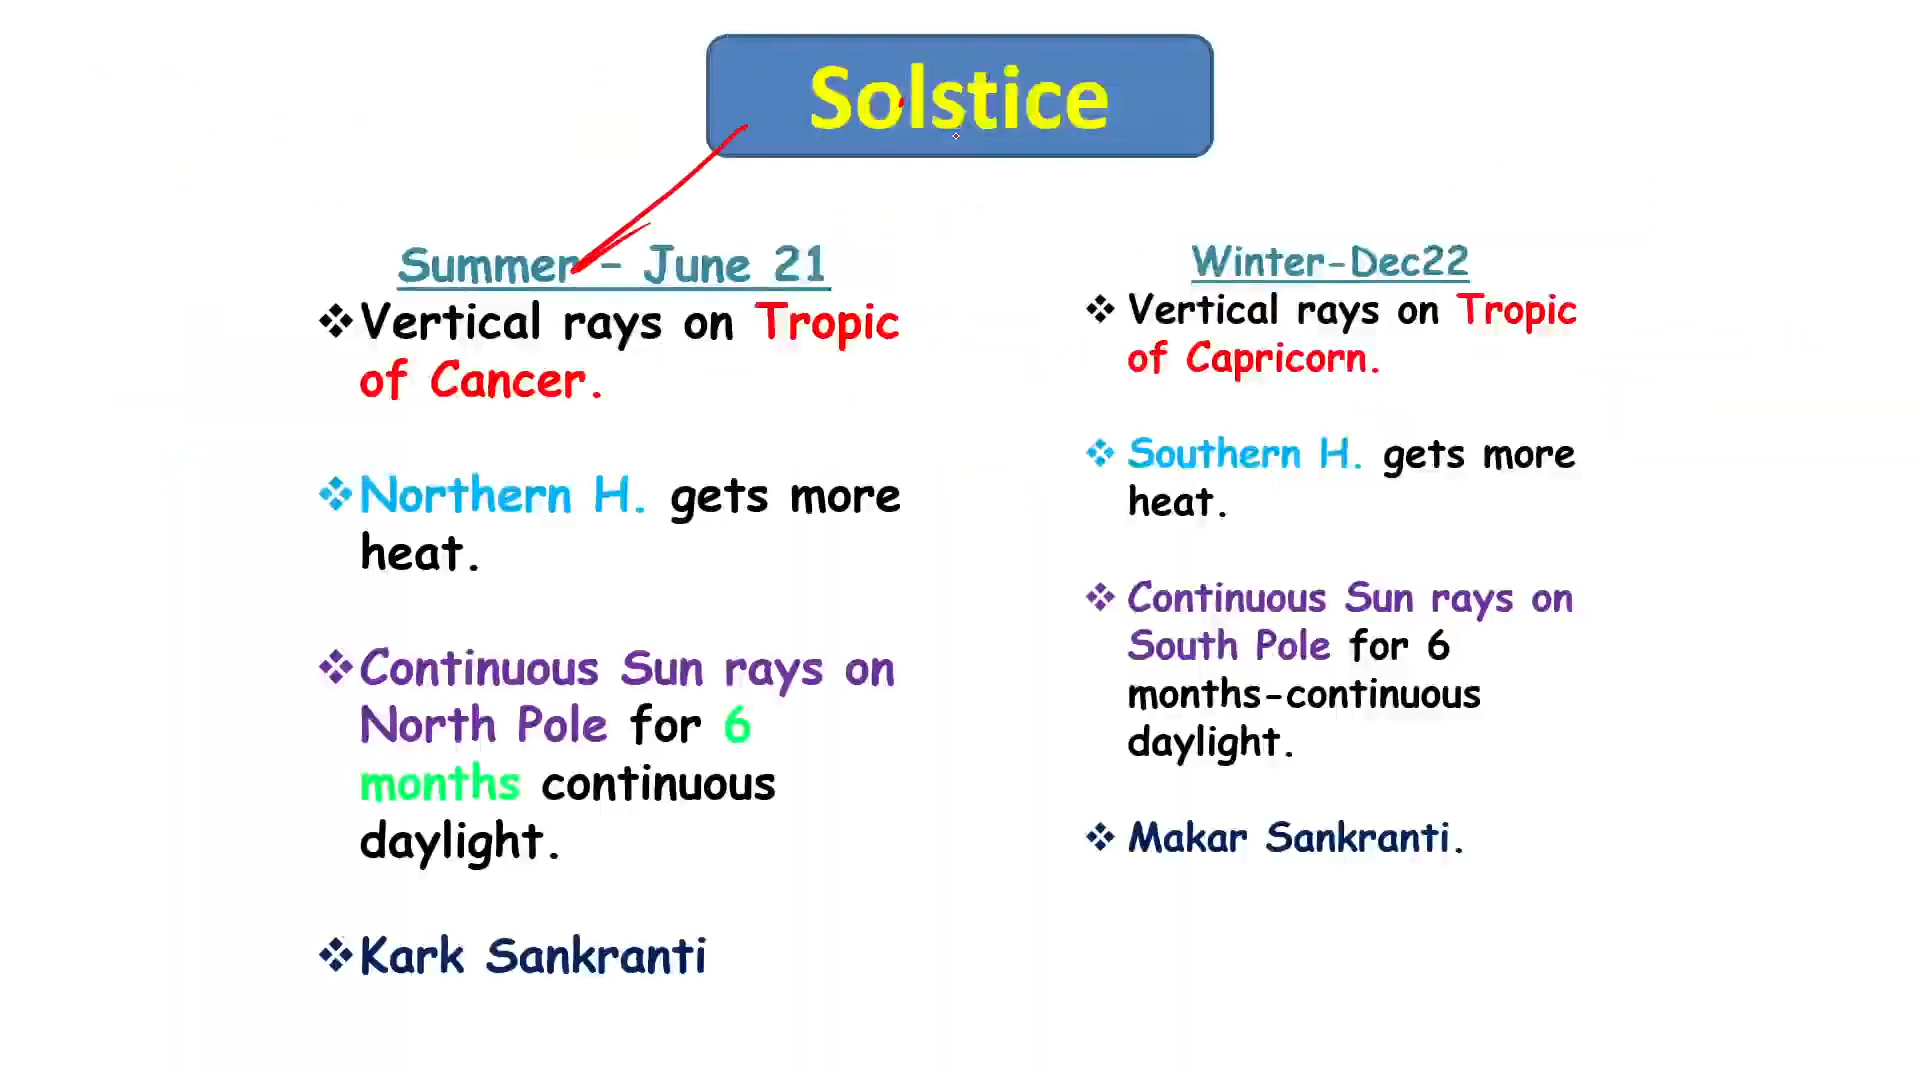 Solstice
Summer – June 21
❖Vertical rays on Tropic
of Cancer.
❖Northern H. gets more
heat.
❖Continuous Sun rays on
North Pole for 6
months continuous
daylight.
❖Kark Sankranti
Winter-Dec22
❖ Vertical rays on Tropic
of Capricorn.
❖ Southern H. gets more
heat.
❖ Continuous Sun rays on
South Pole for 6
months-continuous
daylight.
❖ Makar Sankranti.